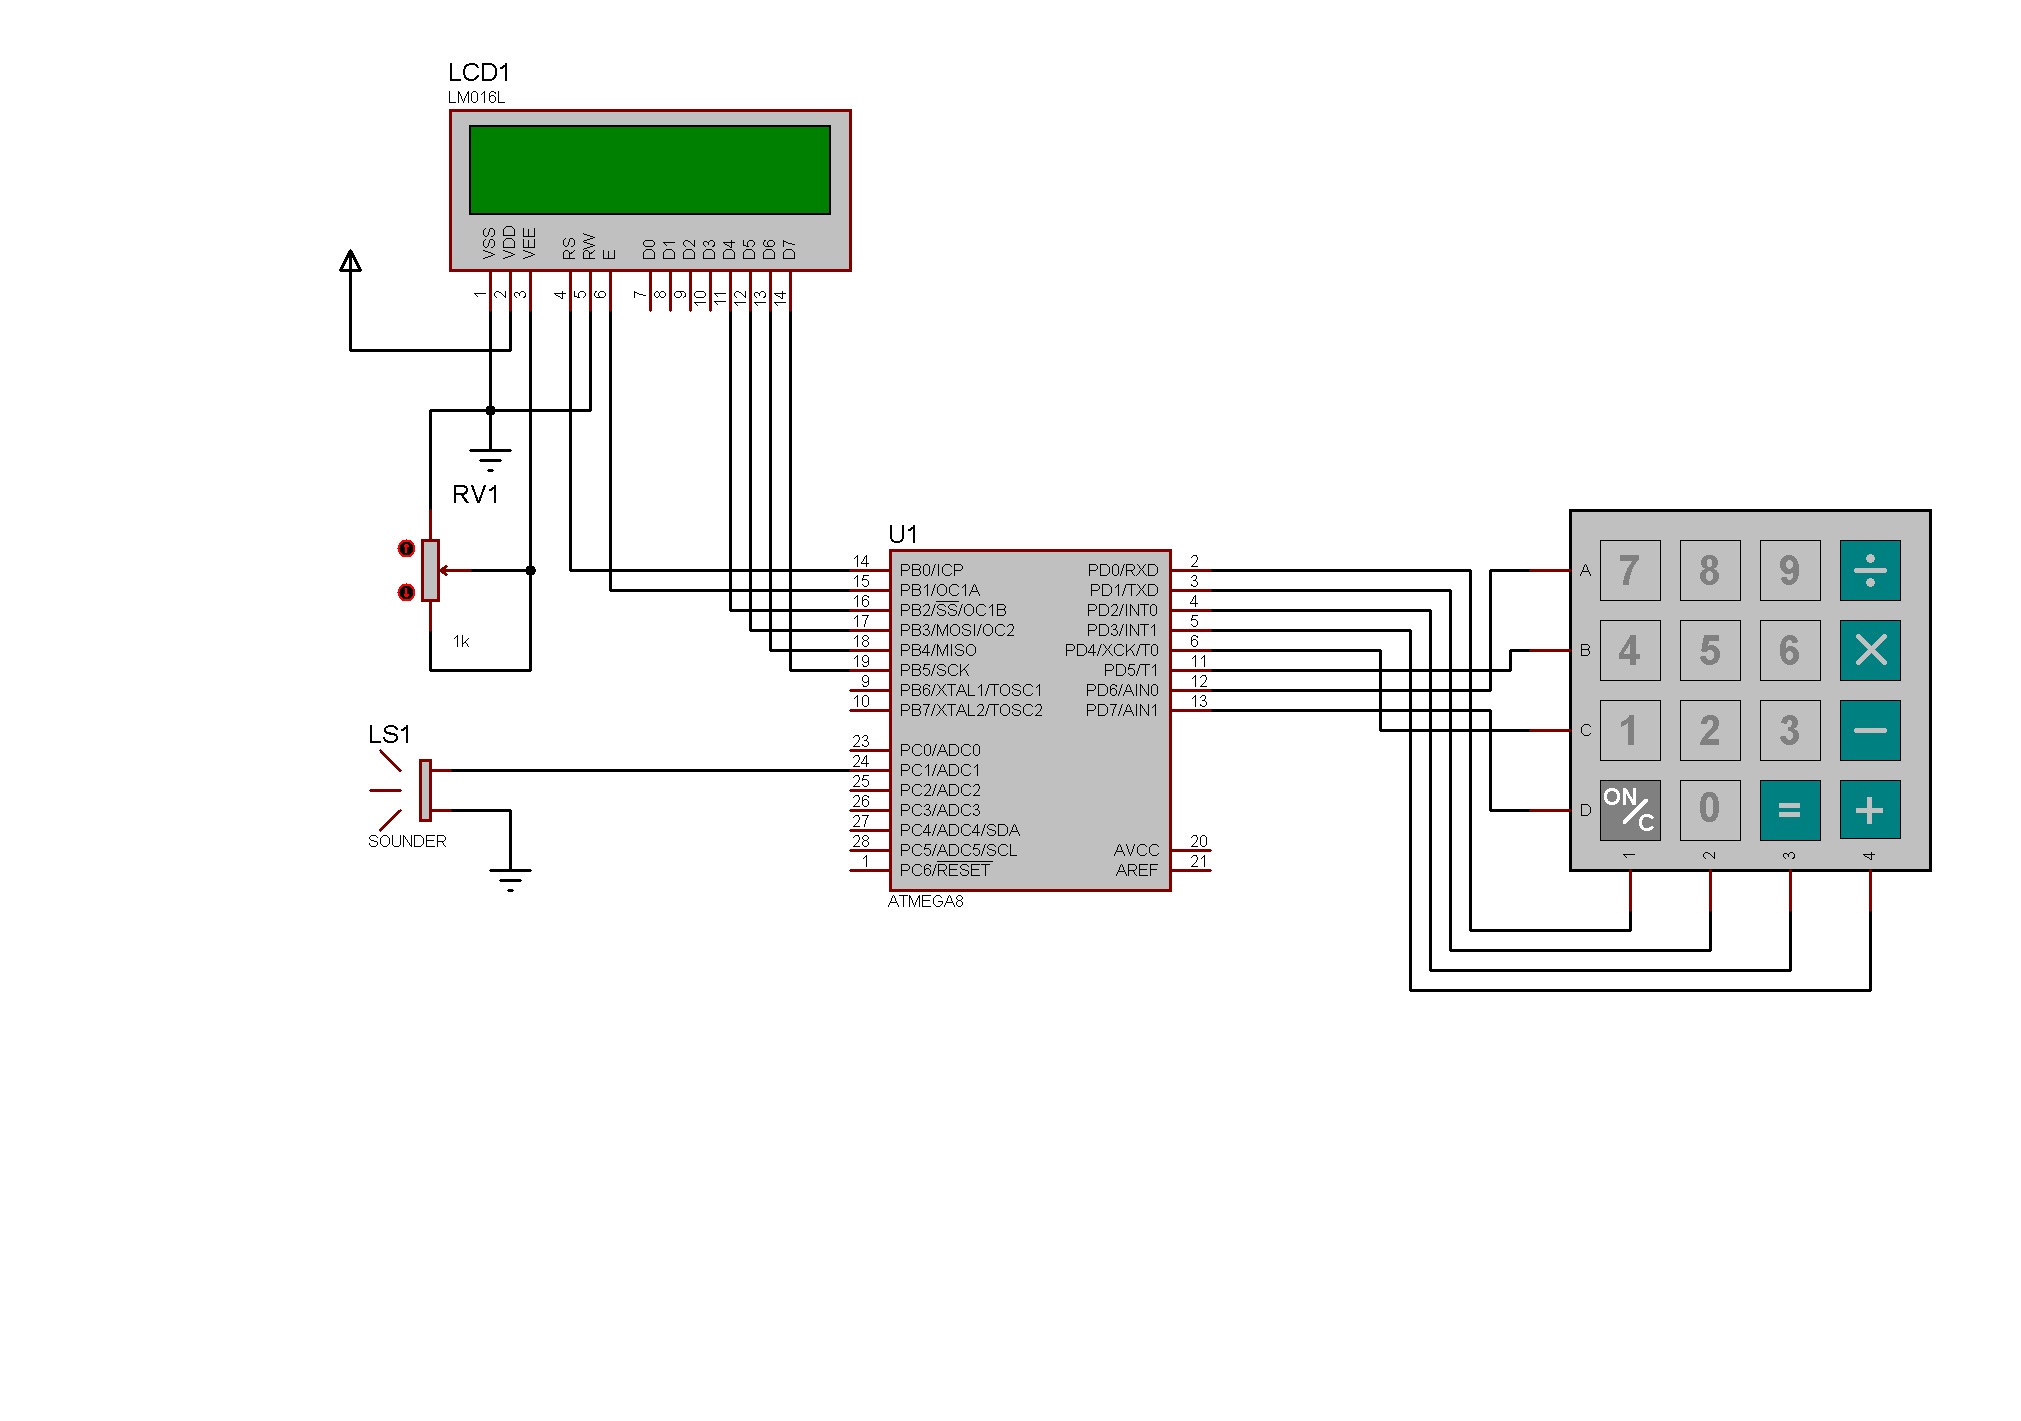 LCD1
LM016L
VSS VDD VEE RS RW E D0 D1 D2 D3 D4 D5 D6 D7
1 2 3 4 5 6 7 8 9 10 11 12 13 14
RV1
1k
LS1
SOUNDER
U1
14 PB0/ICP PD0/RXD 2
15 PB1/OC1A PD1/TXD 3
16 PB2/SS/OC1B PD2/INT0 4
17 PB3/MOSI/OC2 PD3/INT1 5
18 PB4/MISO PD4/XCK/T0 6
19 PB5/SCK PD5/T1 11
9 PB6/XTAL1/TOSC1 PD6/AIN0 12
10 PB7/XTAL2/TOSC2 PD7/AIN1 13
23 PC0/ADC0
24 PC1/ADC1
25 PC2/ADC2
26 PC3/ADC3
27 PC4/ADC4/SDA
28 PC5/ADC5/SCL AVCC 20
1 PC6/RESET AREF 21
ATMEGA8
A 7 8 9 ÷
B 4 5 6 ×
C 1 2 3 −
D ON/C 0 = +
1 2 3 4